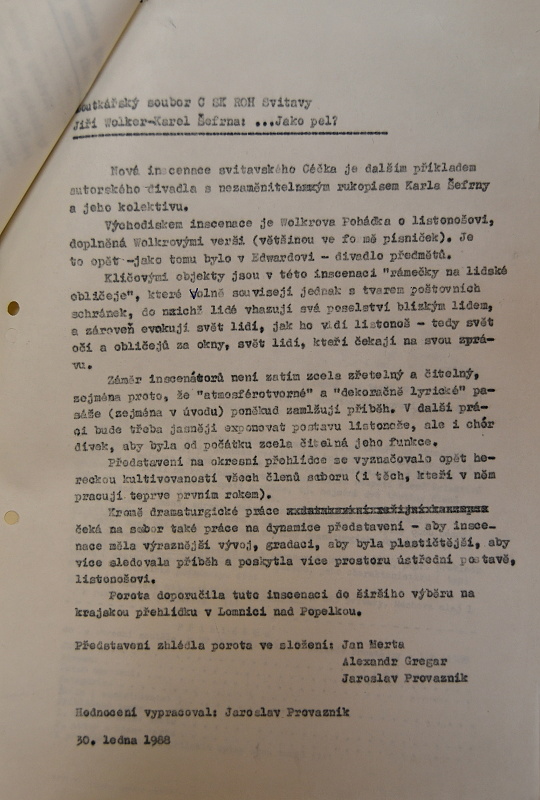 Loutkářský soubor C SK ROH Svitavy
Jiří Wolker-Karel Šefrna: ...Jako pel?
Nová inscenace svitavského Céčka je dalším příkladem
autorského divadla s nezaměnitelným rukopisem Karla Šefrny
a jeho kolektivu.
Východiskem inscenace je Wolkrova Pohádka o listonošovi,
doplněná Wolkrovými verši (většinou ve fo mě písniček). Je
to opět -jako tomu bylo v Edwardovi - divadlo předmětů.
Klíčovými objekty jsou v této inscenaci "rámečky na lidské
obličeje", které volně souvisejí jednak s tvarem poštovních
schránek, do nichž lidé vhazují svá poselství blízkým lidem,
a zároveň evokují svět lidí, jak ho vidí listonoš - tedy svět
očí a obličejů za okny, svět lidí, kteří čekají na svou zprá-
vu.
Záměr inscenátorů není zatím zcela zřetelný a čitelný,
zejména proto, že "atmosférotvorné" a "dekoračně lyrické" pa-
sáže (zejména v úvodu) poněkud zamlžují příběh. V další prá-
ci bude třeba jasněji exponovat postavu listonoše, ale i chór
dívek, aby byla od počátku zcela čitelná jeho funkce.
Představení na okresní přehlídce se vyznačovalo opět he-
reckou kultivovaností všech členů souboru (i těch, kteří v něm
pracují teprve prvním rokem).
Kromě dramaturgické práce
čeká na sobor také práce na dynamice představení - aby insce-
nace měla výraznější vývoj, gradaci, aby byla plastičtější, aby
více sledovala příběh a poskytla více prostoru ústřední postavě,
listonošovi.
Porota doporučila tuto inscenaci do širšího výběru na
krajskou přehlídku v Lomnici nad Popelkou.
Představení zhlédla porota ve složení: Jan Merta
Alexandr Gregar
Jaroslav Provazník
Hodnocení vypracoval: Jaroslav Provazník
30. ledna 1988